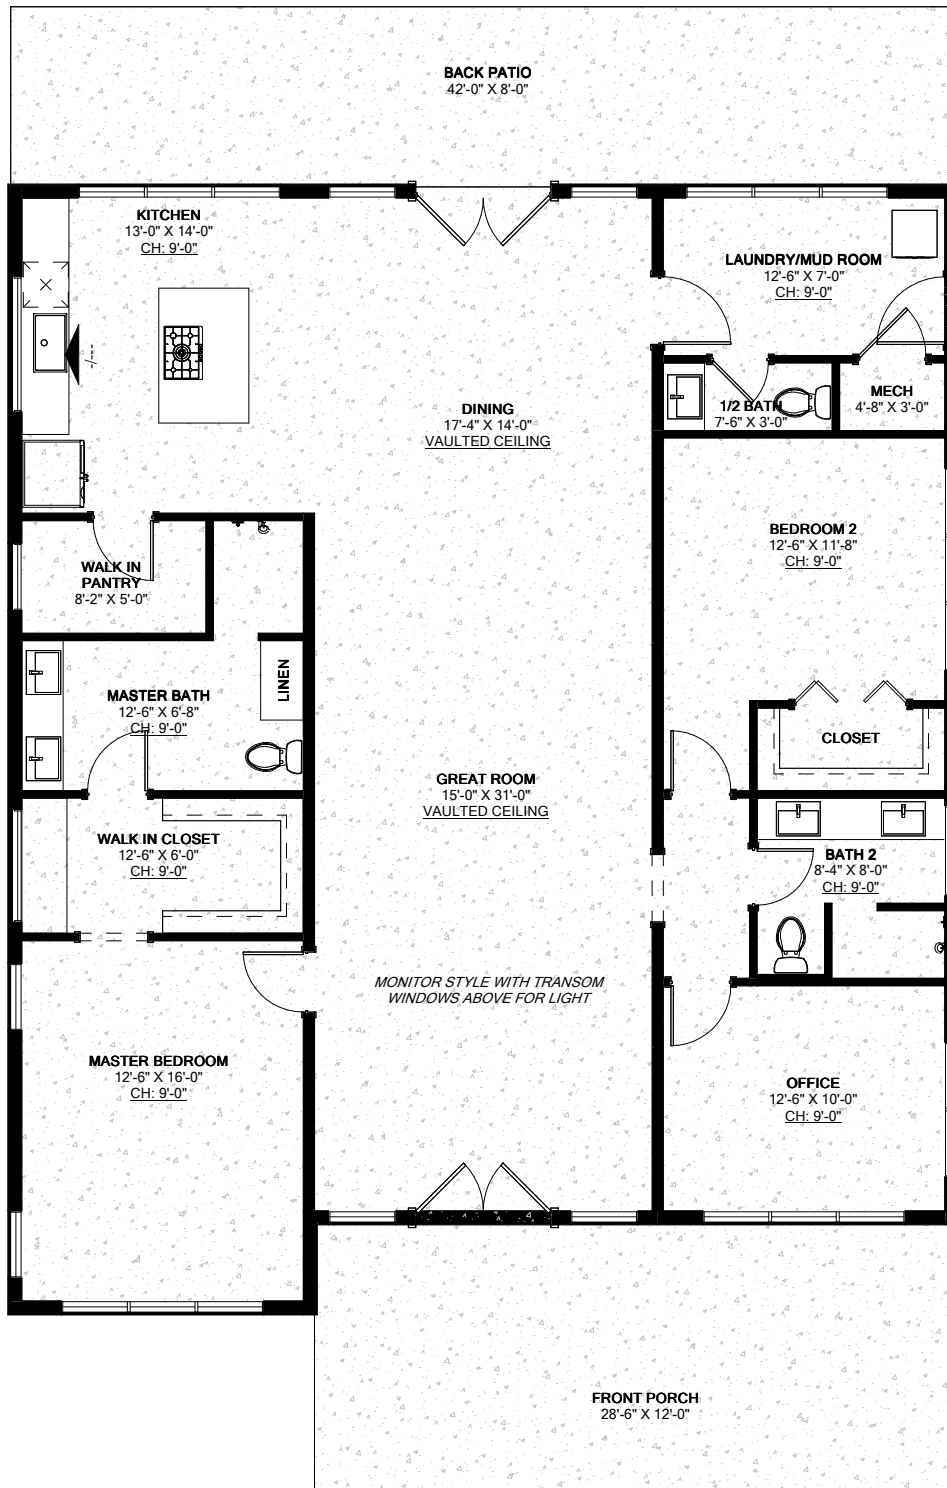 BACK PATIO
42'-0" X 8'-0"
KITCHEN
13'-0" X 14'-0"
CH: 9'-0"
LAUNDRY/MUD ROOM
12'-6" X 7'-0"
CH: 9'-0"
-/---
DINING
17'-4" X 14'-0"
VAULTED CEILING
1/2 BATH
7'-6" X 3'-0"
MECH
4'-8" X 3'-0"
BEDROOM 2
12'-6" X 11'-8"
CH: 9'-0"
WALK IN
PANTRY
8'-2" X 5'-0"
MASTER BATH
12'-6" X 6'-8"
CH: 9'-0"
LINEN
CLOSET
GREAT ROOM
15'-0" X 31'-0"
VAULTED CEILING
WALK IN CLOSET
12'-6" X 6'-0"
CH: 9'-0"
BATH 2
8'-4" X 8'-0"
CH: 9'-0"
MONITOR STYLE WITH TRANSOM
WINDOWS ABOVE FOR LIGHT
MASTER BEDROOM
12'-6" X 16'-0"
CH: 9'-0"
OFFICE
12'-6" X 10'-0"
CH: 9'-0"
FRONT PORCH
28'-6" X 12'-0"